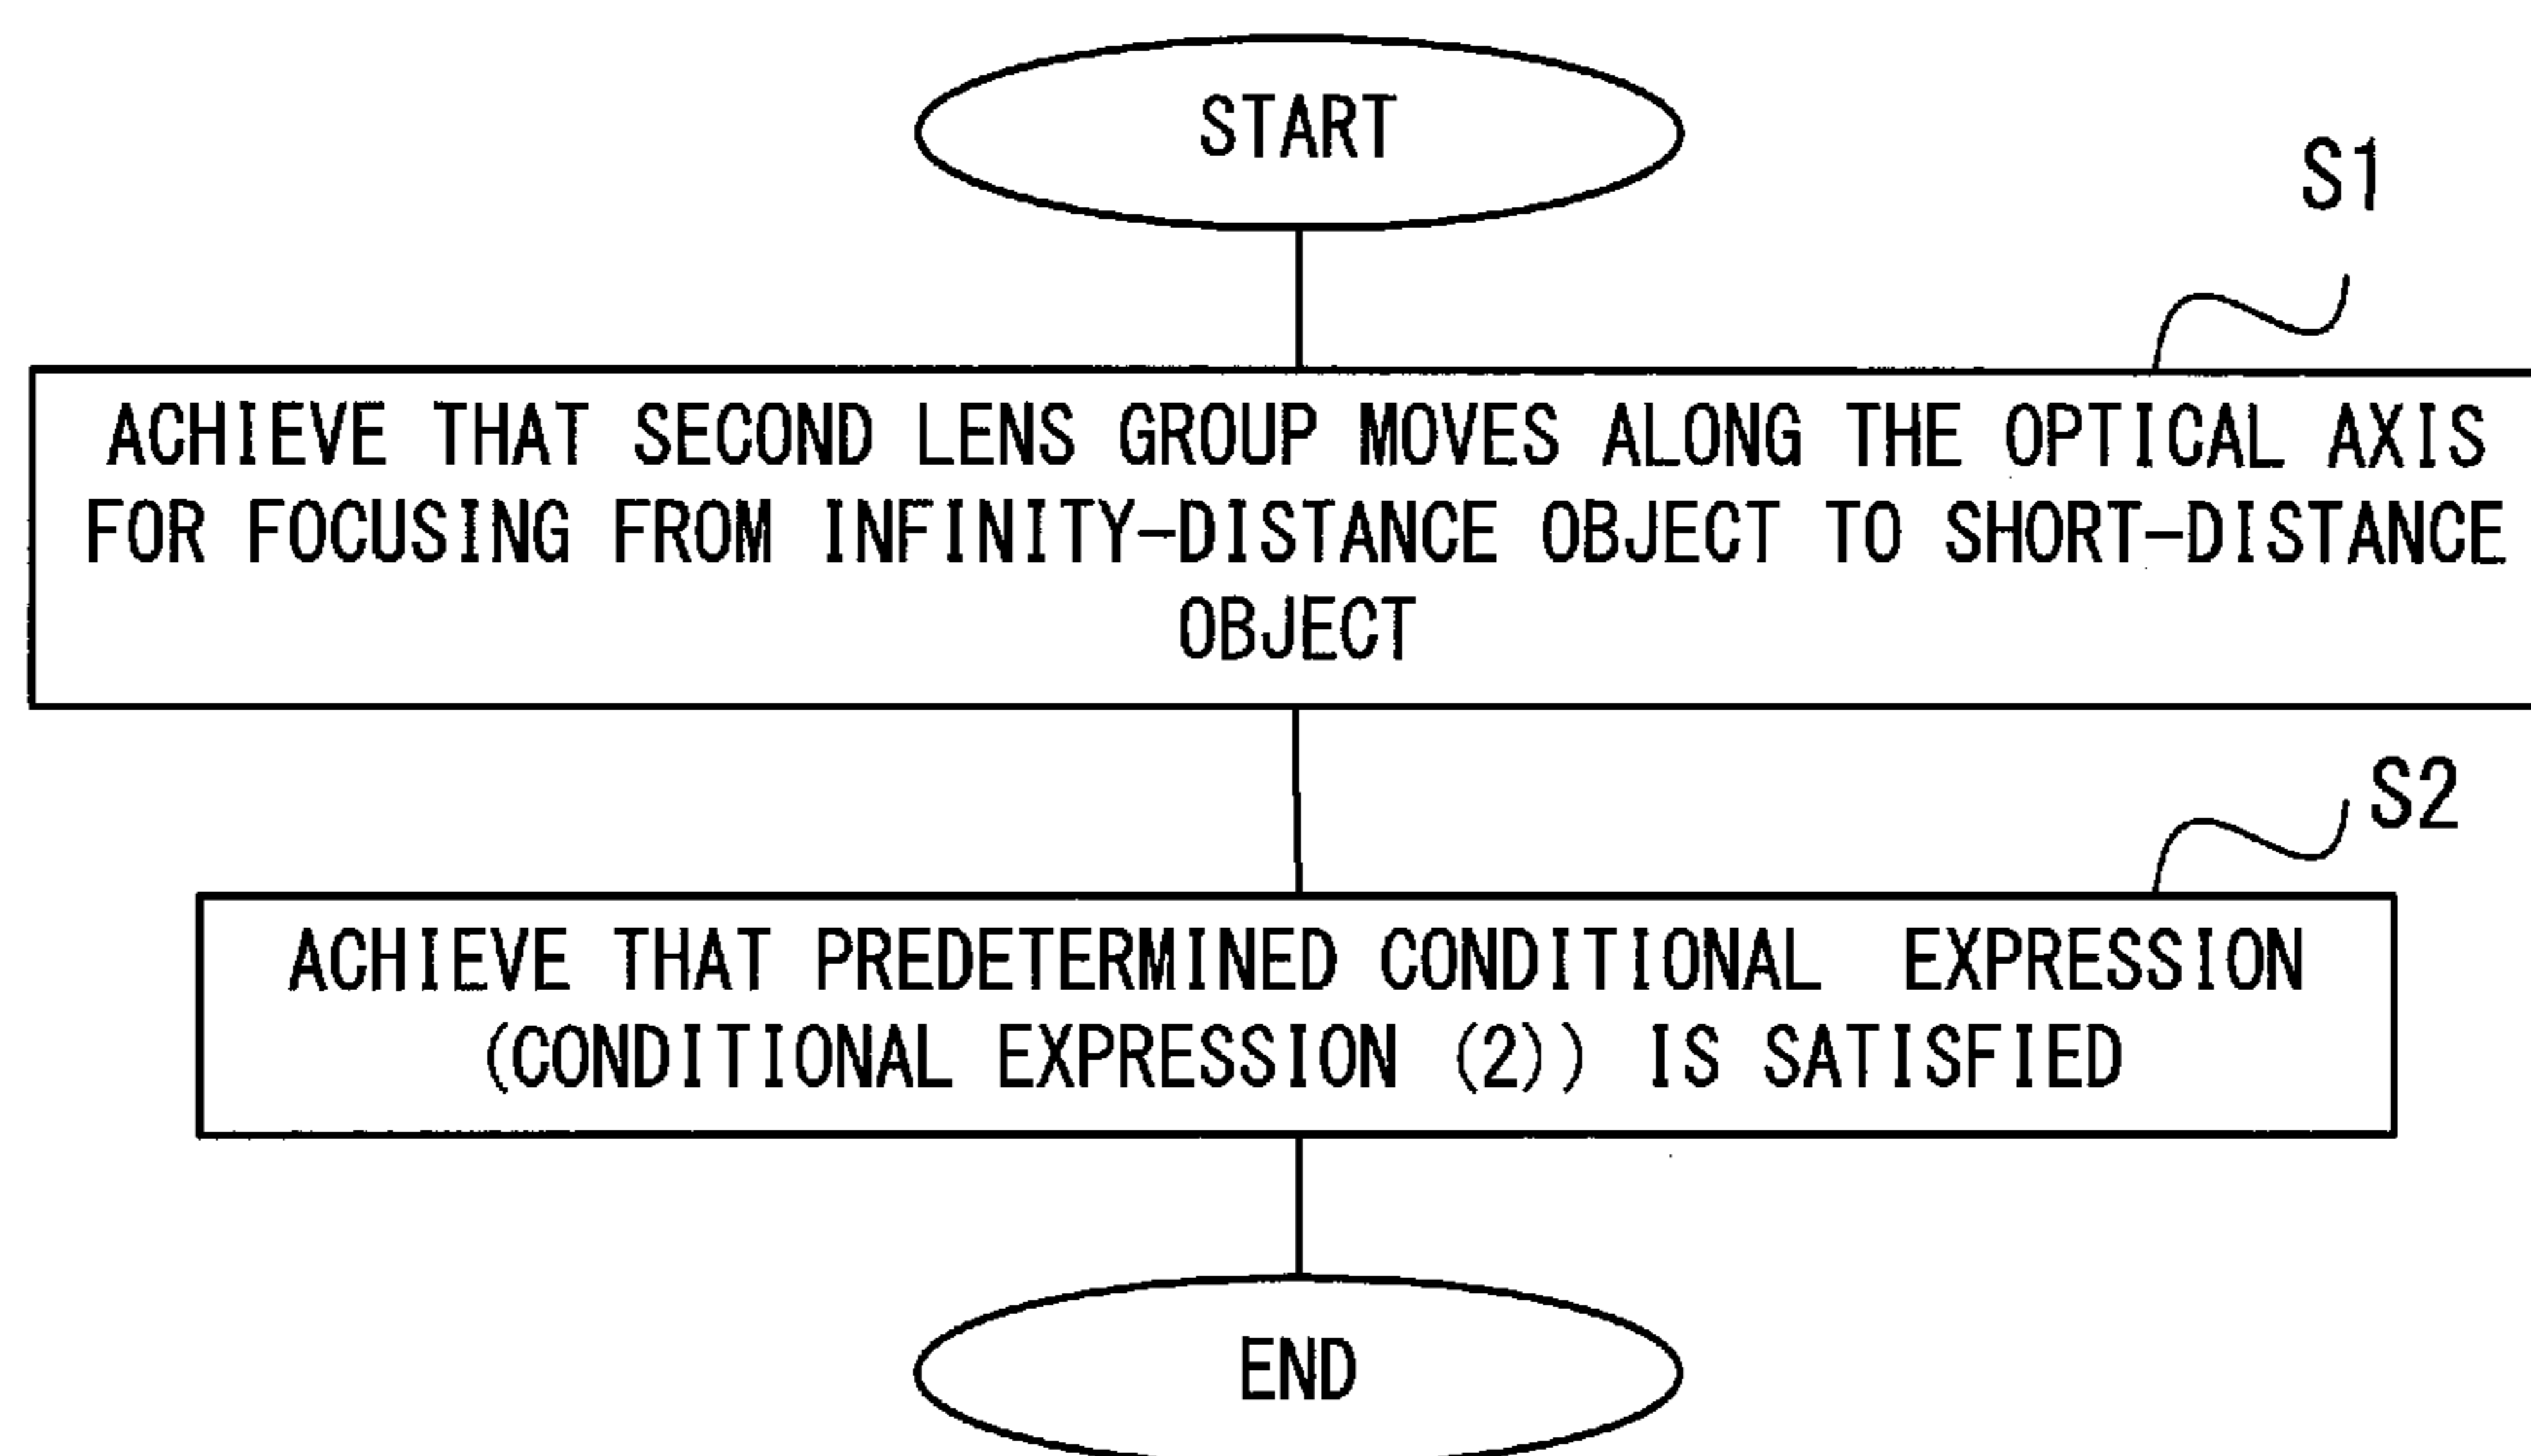 START
S1
ACHIEVE THAT SECOND LENS GROUP MOVES ALONG THE OPTICAL AXIS
FOR FOCUSING FROM INFINITY-DISTANCE OBJECT TO SHORT-DISTANCE
OBJECT
S2
ACHIEVE THAT PREDETERMINED CONDITIONAL EXPRESSION
(CONDITIONAL EXPRESSION (2)) IS SATISFIED
END